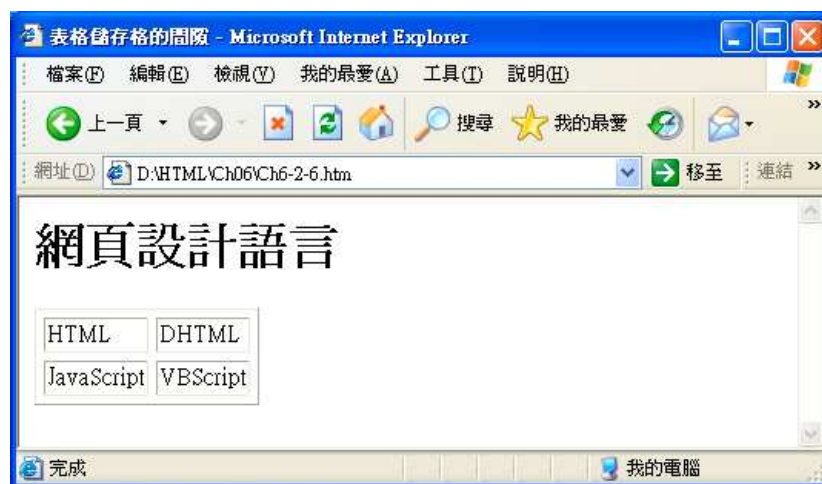 表格儲存格的間隙 - Microsoft Internet Explorer
檔案(F) 編輯(E) 檢視(V) 我的最愛(A) 工具(T) 說明(H)
上一頁 搜尋 我的最愛 »
網址(D) D:\HTML\Ch06\Ch6-2-6.htm 移至 連結 »
網頁設計語言
HTML DHTML
JavaScript VBScript
完成 我的電腦